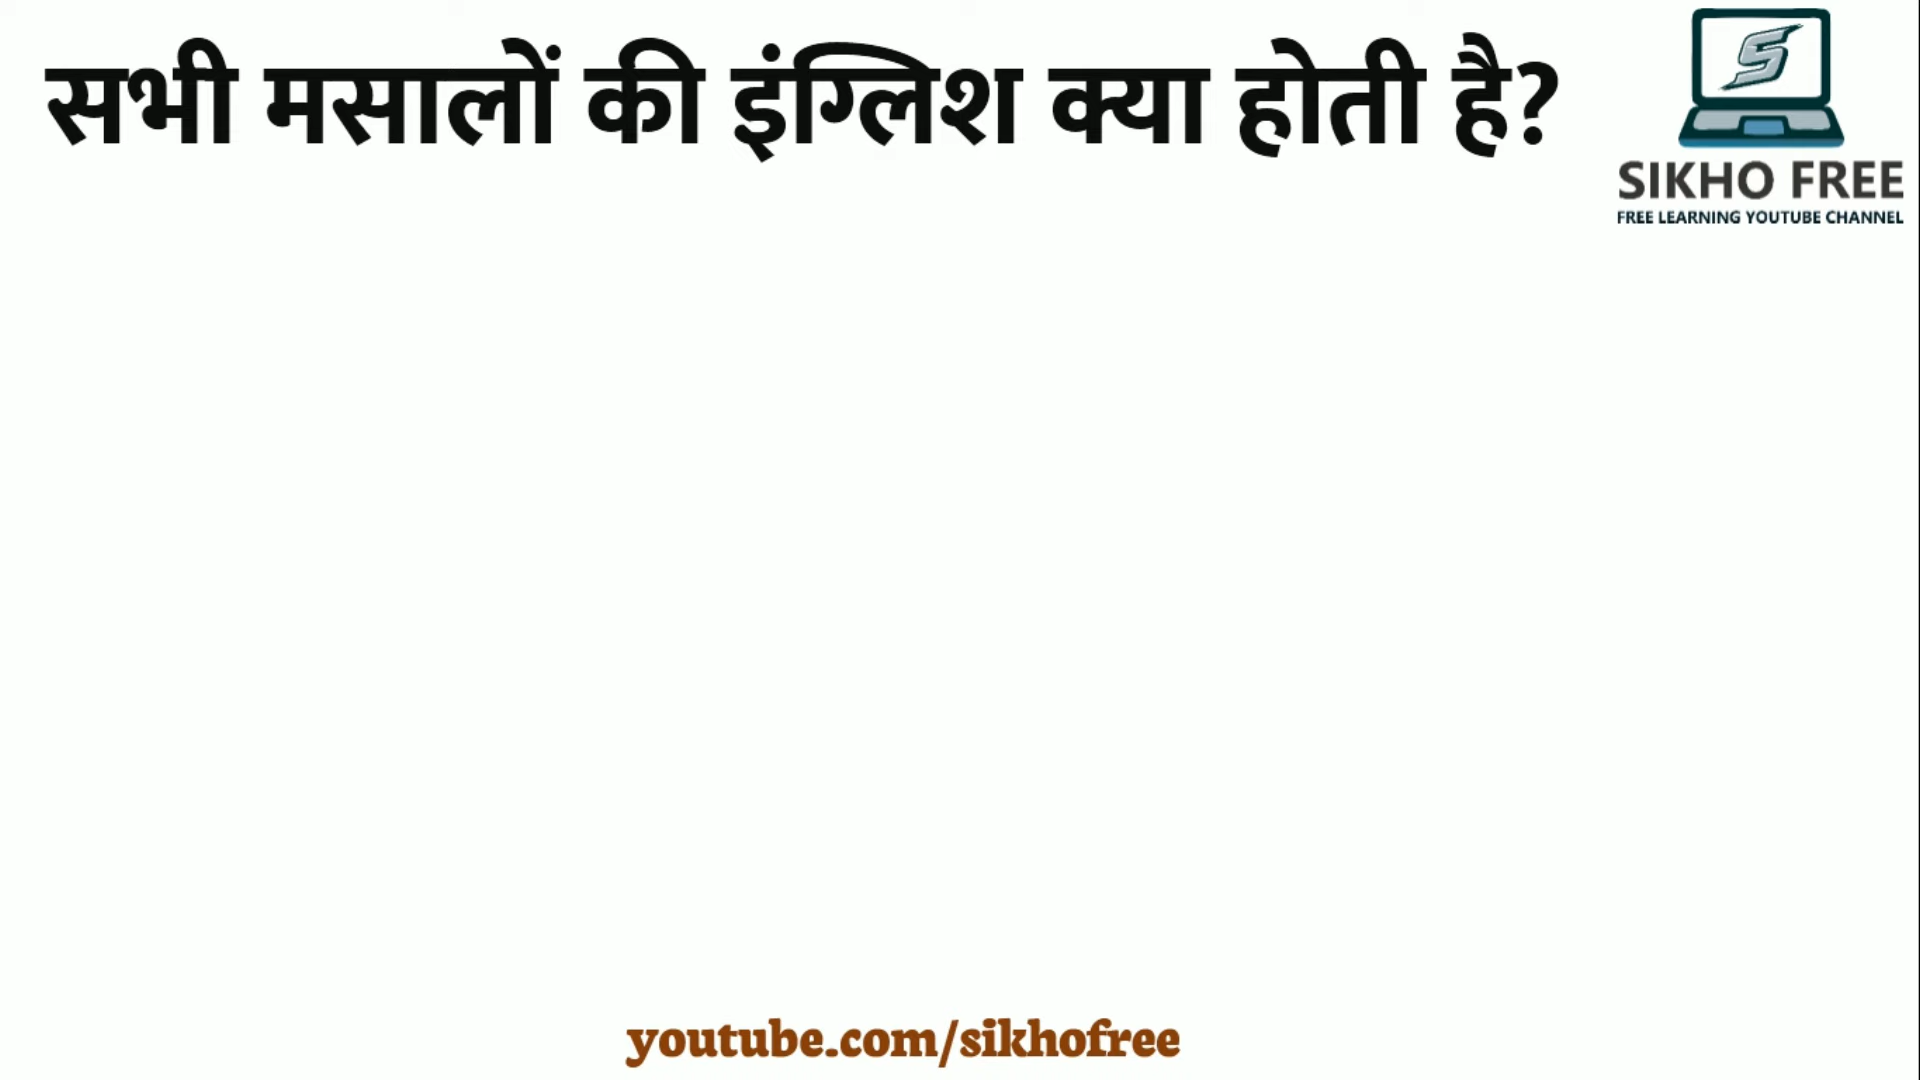 सभी मसालों की इंग्लिश क्या होती है?
S
SIKHO FREE
FREE LEARNING YOUTUBE CHANNEL
youtube.com/sikhofree